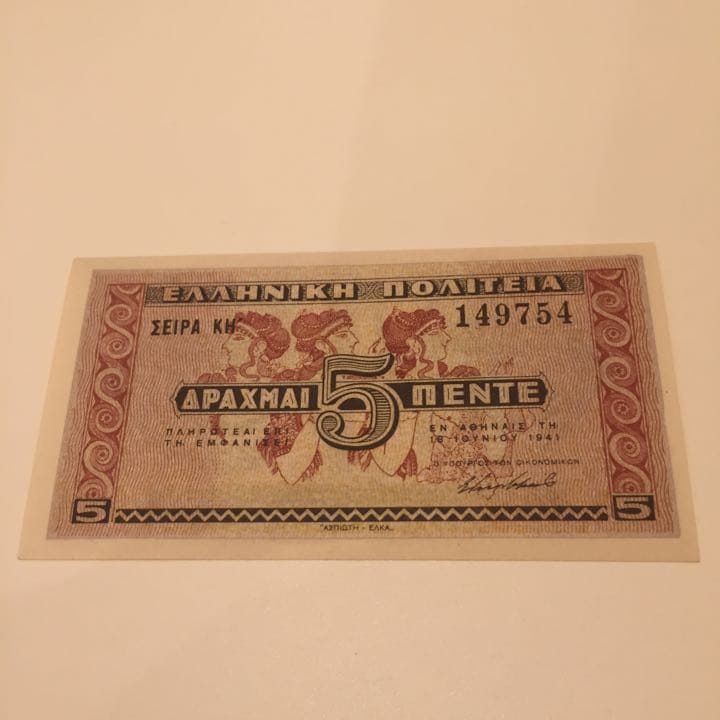 ΕΛΛΗΝΙΚΗ ΠΟΛΙΤΕΙΑ
ΣΕΙΡΑ ΚΗ 149754
ΔΡΑΧΜΑΙ 5 ΠΕΝΤΕ
ΠΛΗΡΩΤΕΑΙ ΕΠΙ
ΤΗ ΕΜΦΑΝΙΣΕΙ
ΕΝ ΑΘΗΝΑΙΣ ΤΗ
18 ΙΟΥΝΙΟΥ 1941
Ο ΥΠΟΥΡΓΟΣ ΤΩΝ ΟΙΚΟΝΟΜΙΚΩΝ
5 5
"ΑΣΠΙΩΤΗ - ΕΛΚΑ"